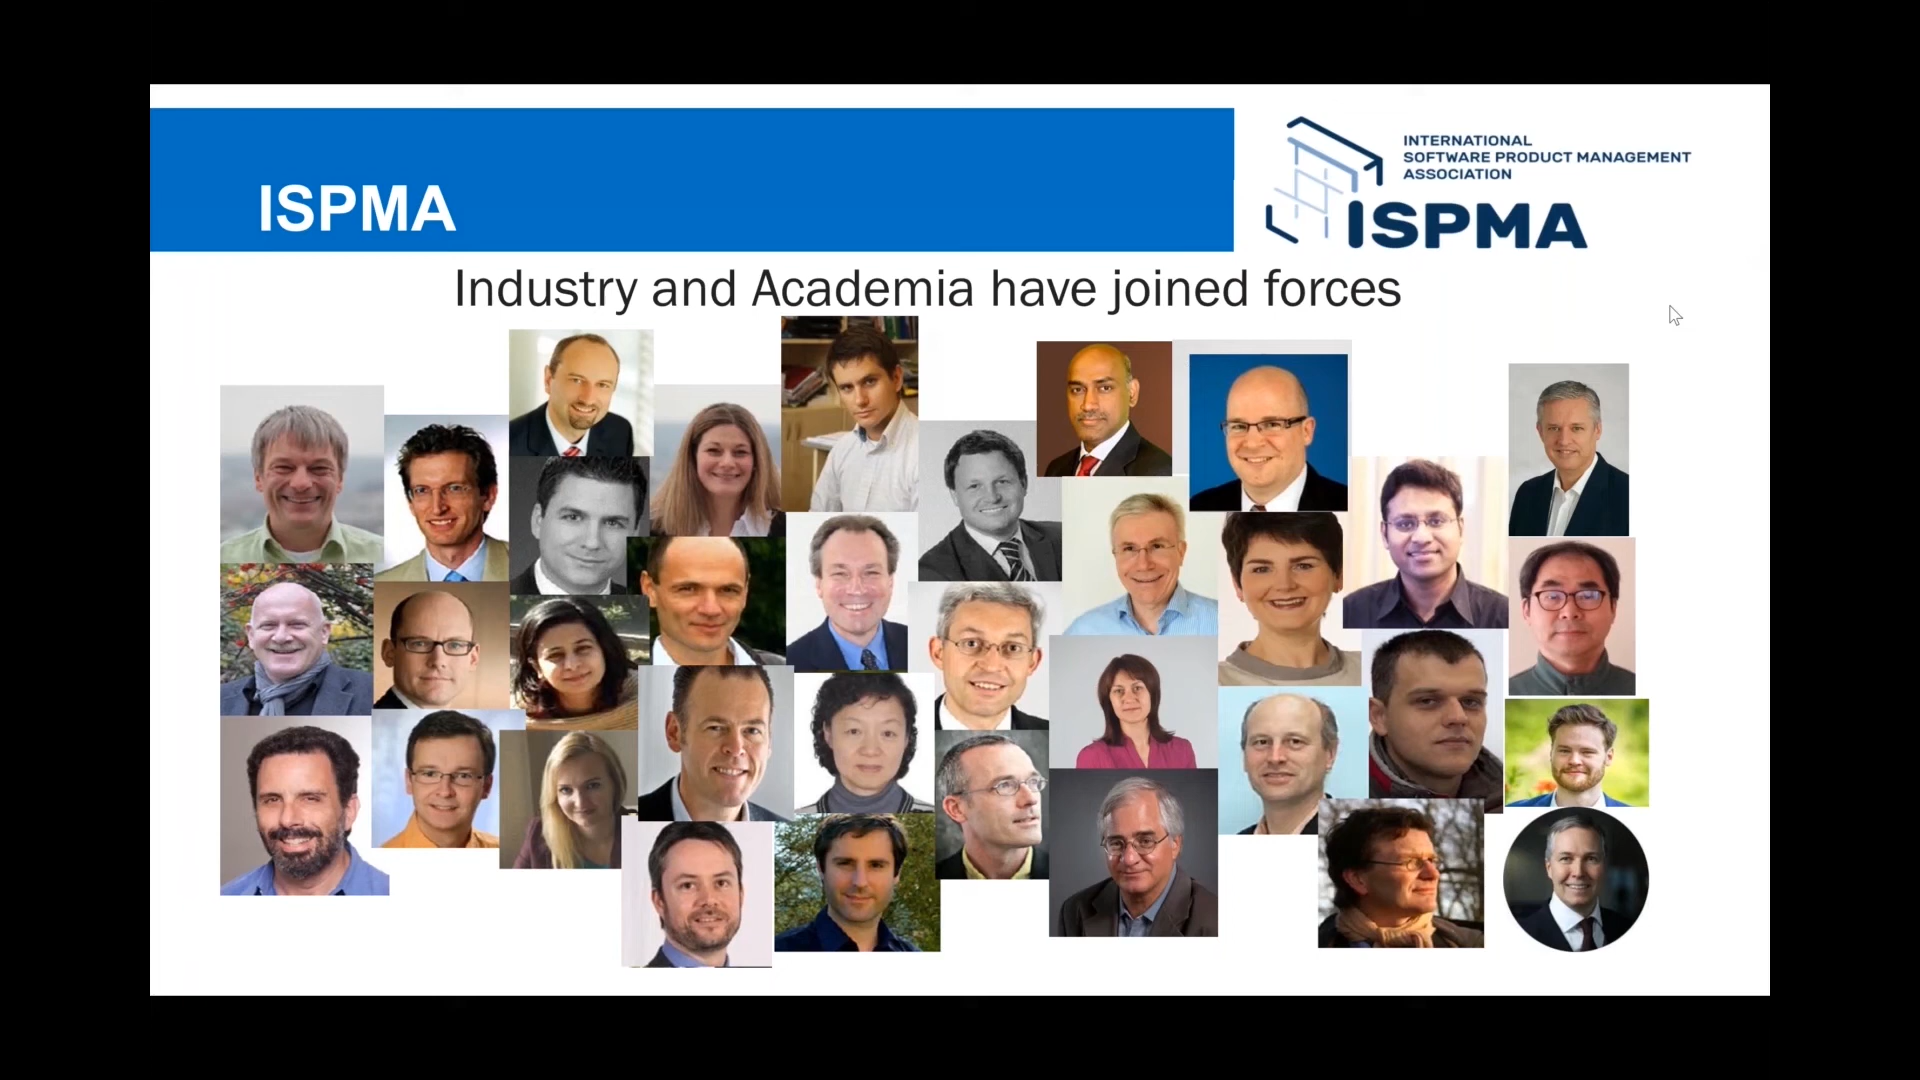 ISPMA
INTERNATIONAL
SOFTWARE PRODUCT MANAGEMENT
ASSOCIATION
ISPMA
Industry and Academia have joined forces